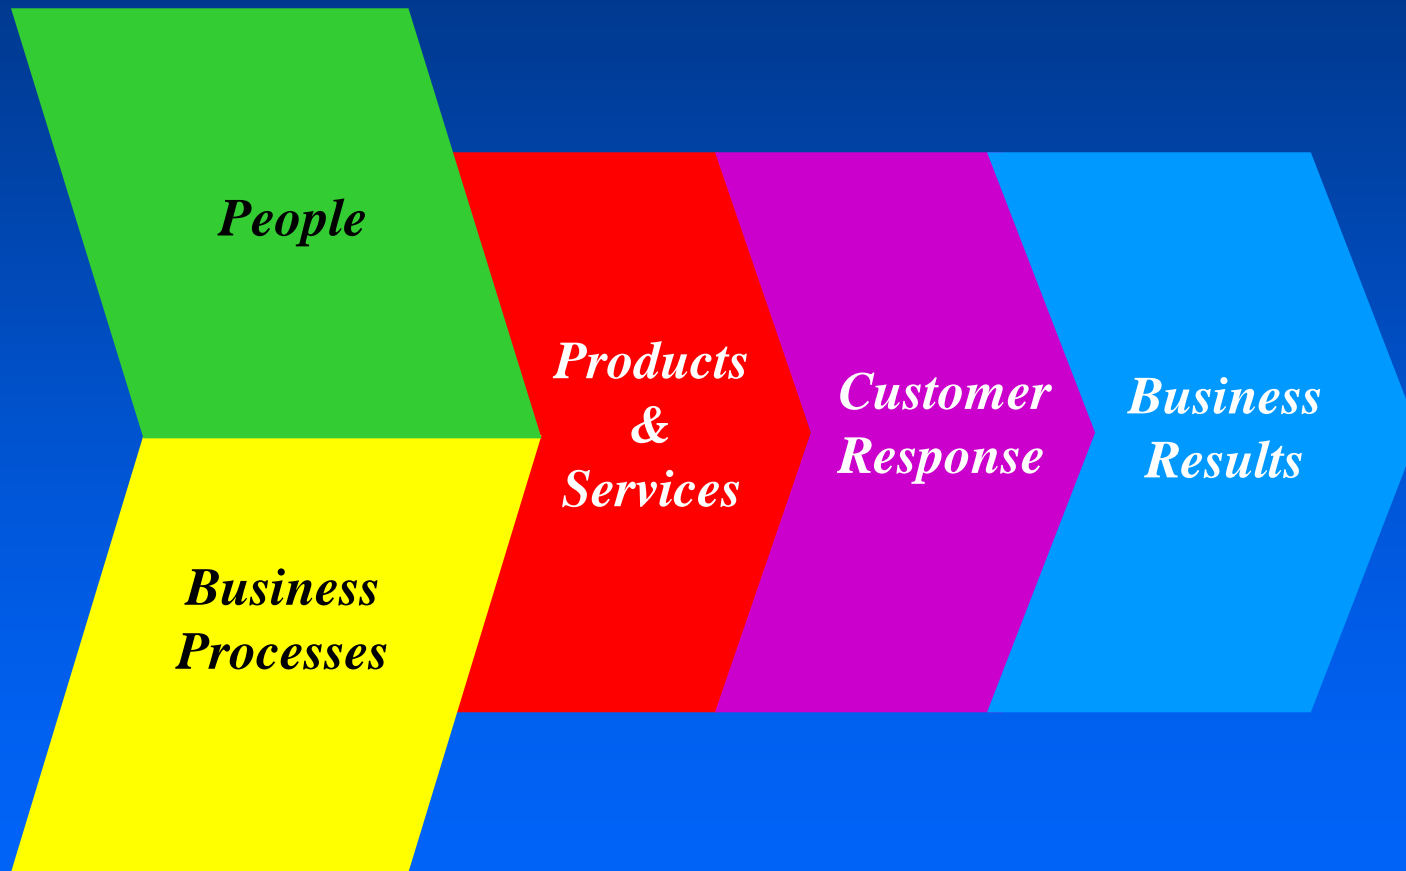 People
Business
Processes
Products
&
Services
Customer
Response
Business
Results